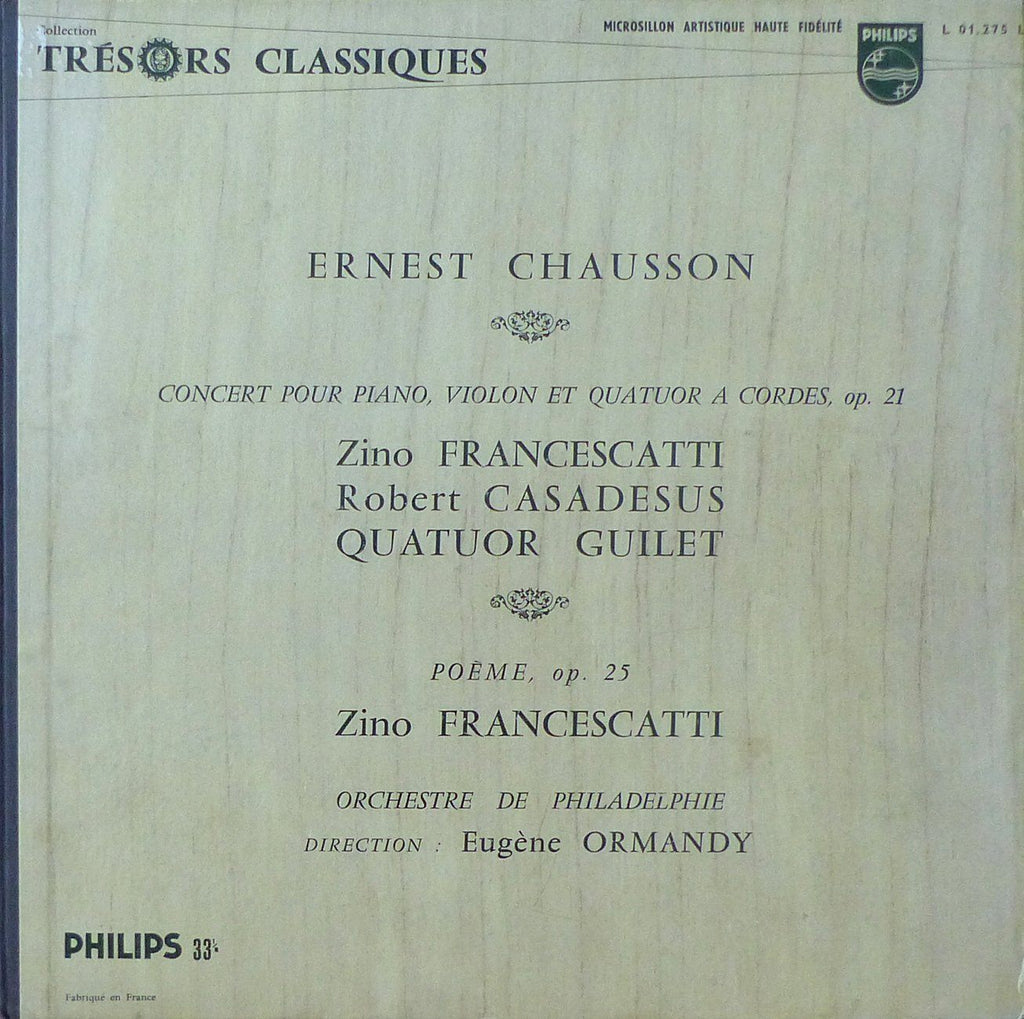 Collection
TRÉSORS CLASSIQUES
MICROSILLON ARTISTIQUE HAUTE FIDÉLITÉ
PHILIPS
L 01.275 L
ERNEST CHAUSSON
CONCERT POUR PIANO, VIOLON ET QUATUOR A CORDES, op. 21
Zino FRANCESCATTI
Robert CASADESUS
QUATUOR GUILET
POÈME, op. 25
Zino FRANCESCATTI
ORCHESTRE DE PHILADELPHIE
DIRECTION : Eugène ORMANDY
PHILIPS 33⅓
Fabriqué en France